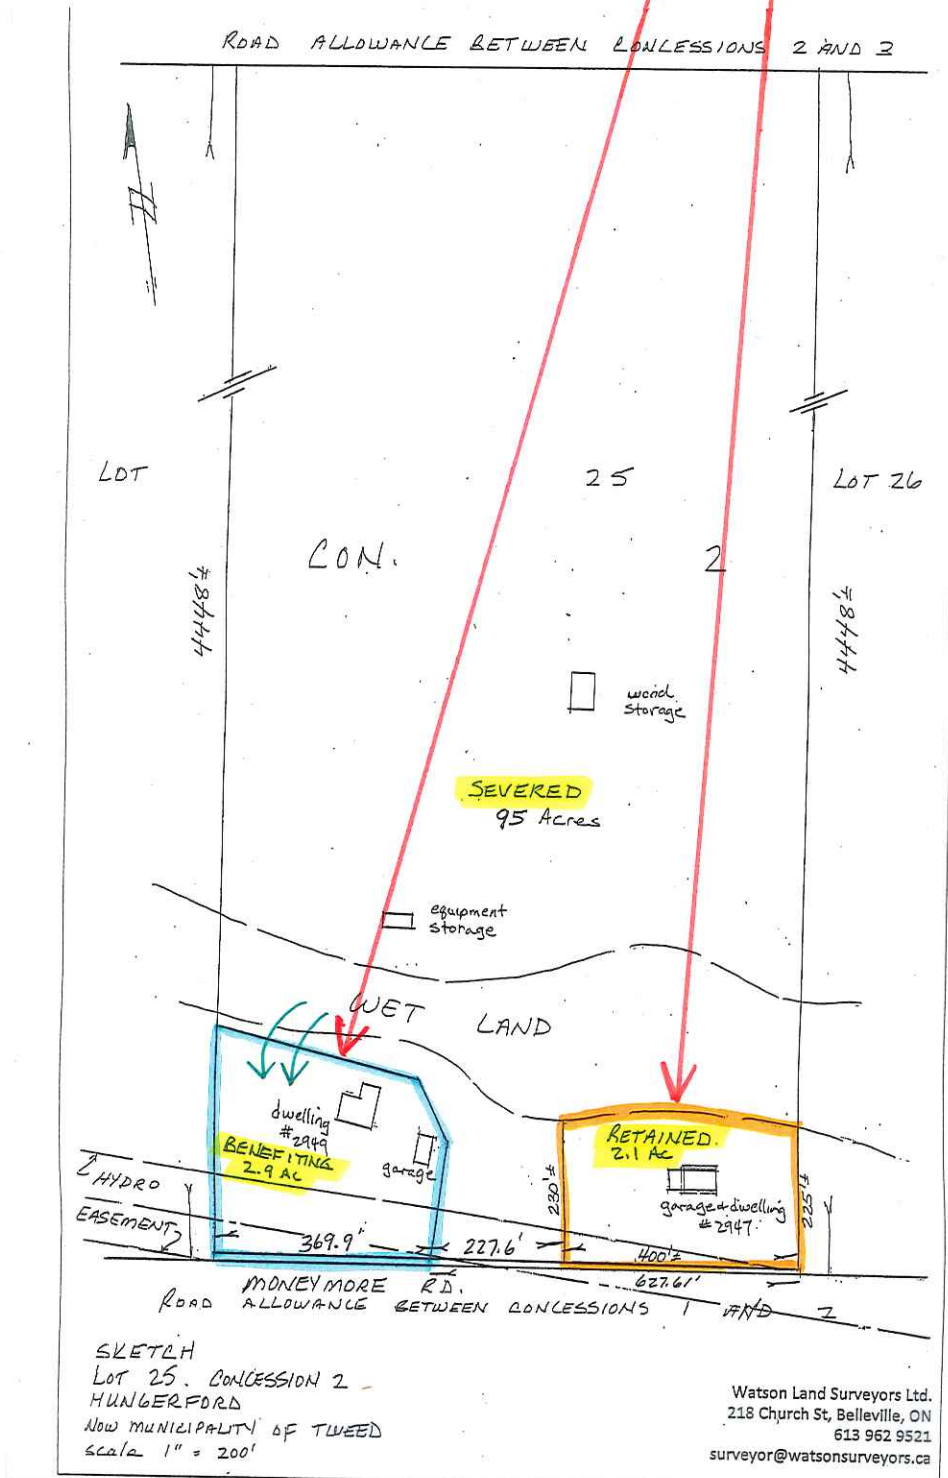 ROAD ALLOWANCE BETWEEN CONCESSIONS 2 AND 3
N
LOT
25
LOT 26
CON.
2
4448'±
4448'±
wood storage
SEVERED
95 Acres
equipment
storage
WET LAND
dwelling
#2949
BENEFITING
2.9 AC
garage
RETAINED.
2.1 AC
garage+dwelling
#2947
HYDRO
EASEMENT
230'±
225'±
369.9'
227.6'
400'±
627.61'
MONEYMORE RD.
ROAD ALLOWANCE BETWEEN CONCESSIONS 1 AND 2
SKETCH
LOT 25. CONCESSION 2
HUNGERFORD
NOW MUNICIPALITY OF TWEED
scale 1" = 200'
Watson Land Surveyors Ltd.
218 Church St, Belleville, ON
613 962 9521
surveyor@watsonsurveyors.ca